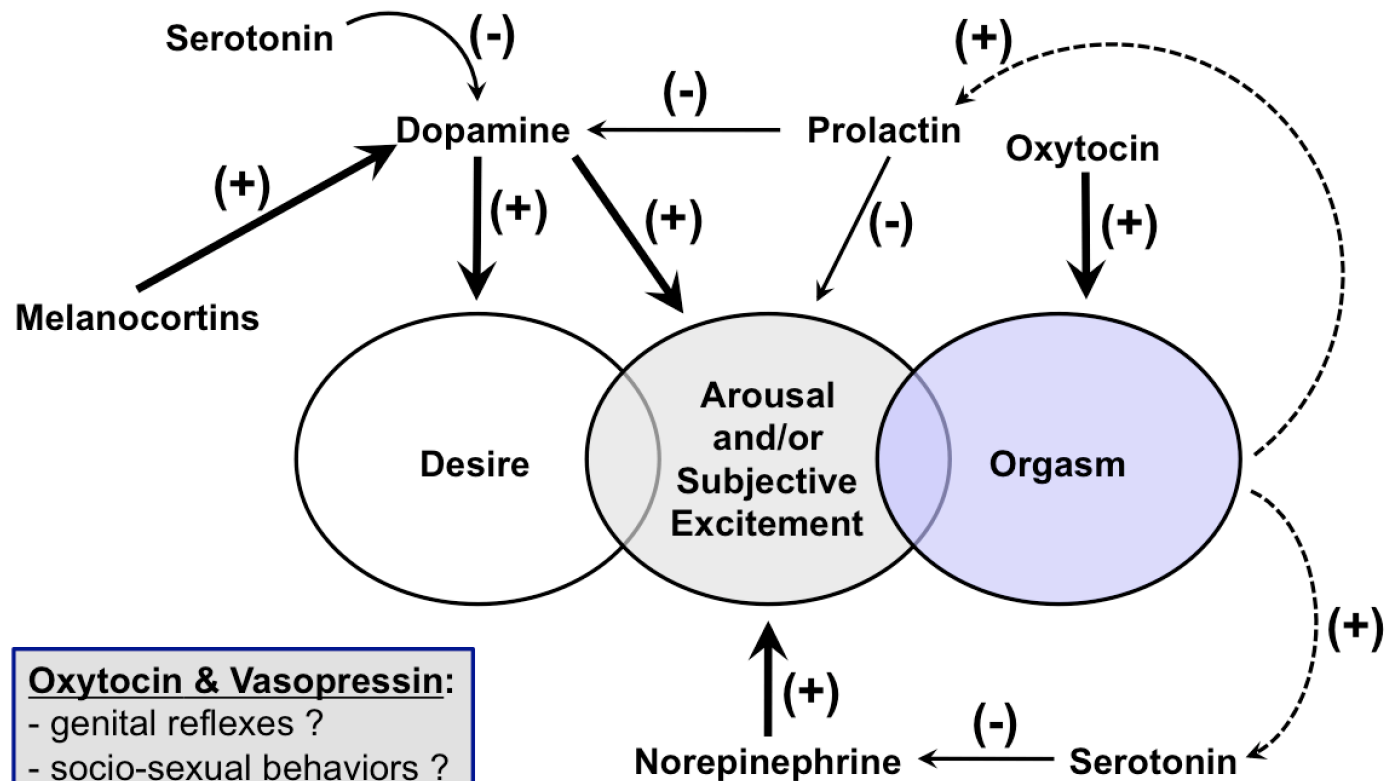 Serotonin
(-)
(+)
Dopamine
(-)
Prolactin
Oxytocin
(+)
(+)
(+)
(-)
(+)
Melanocortins
Desire
Arousal
and/or
Subjective
Excitement
Orgasm
(+)
Oxytocin & Vasopressin:
- genital reflexes ?
- socio-sexual behaviors ?
(+)
Norepinephrine
(-)
Serotonin